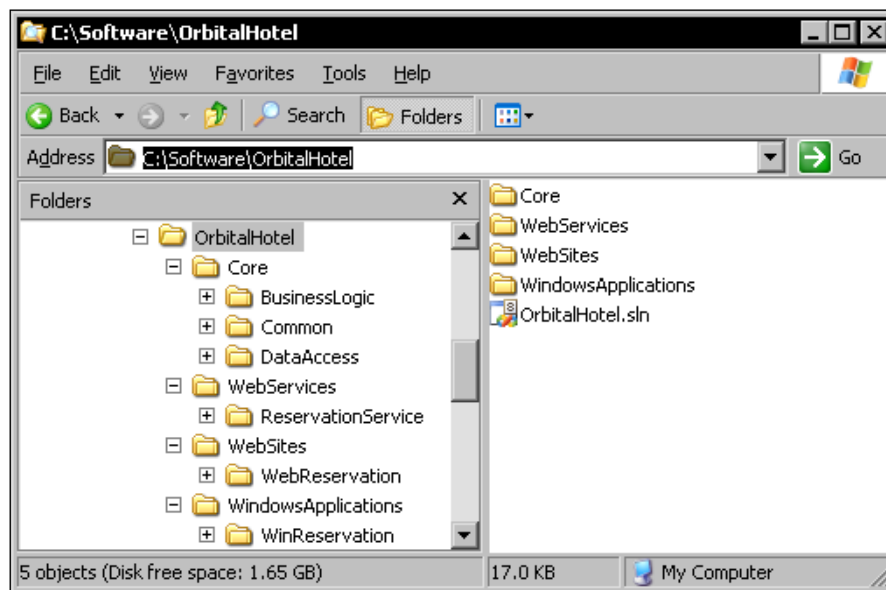 C:\Software\OrbitalHotel
File Edit View Favorites Tools Help
Back Search Folders
Address C:\Software\OrbitalHotel Go
Folders
OrbitalHotel
Core
BusinessLogic
Common
DataAccess
WebServices
ReservationService
WebSites
WebReservation
WindowsApplications
WinReservation
Core
WebServices
WebSites
WindowsApplications
OrbitalHotel.sln
5 objects (Disk free space: 1.65 GB) 17.0 KB My Computer